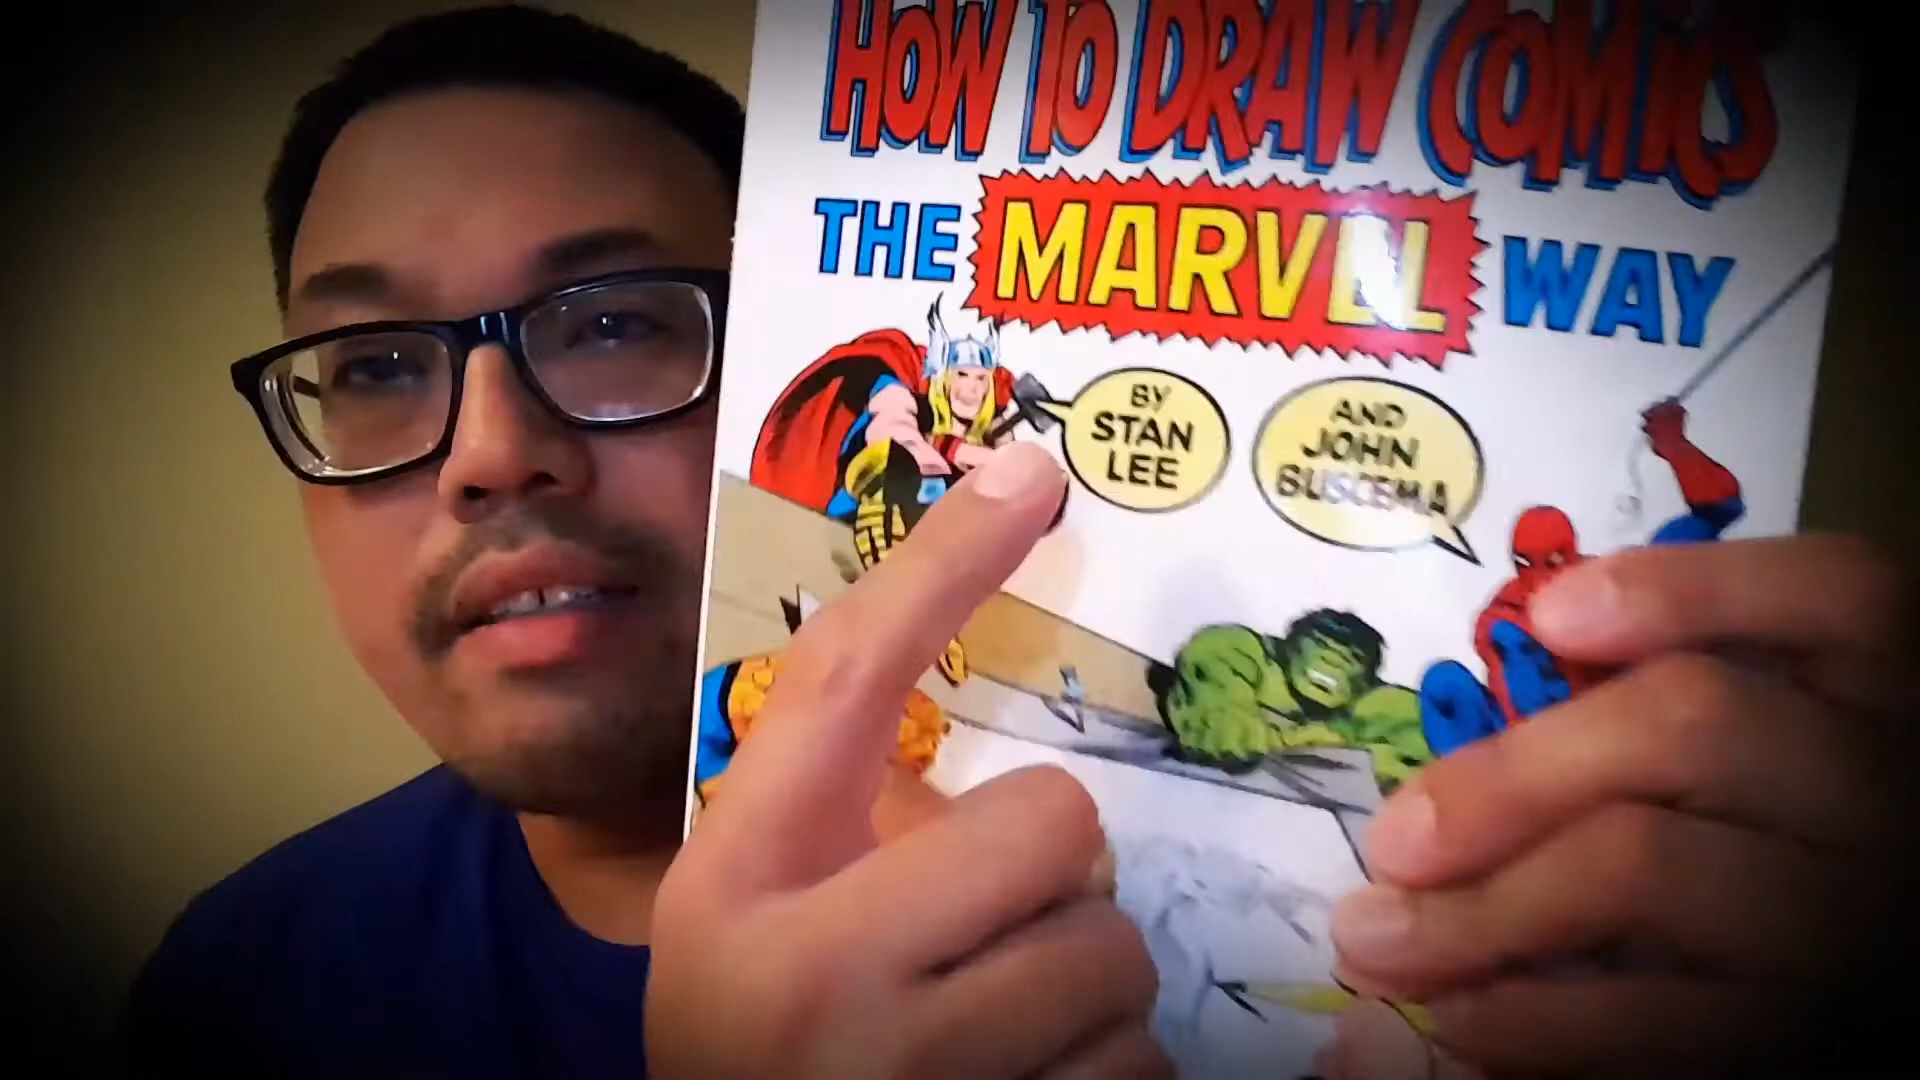 HOW TO DRAW COMICS
THE MARVEL WAY
BY
STAN
LEE
AND
JOHN
BUSCEMA